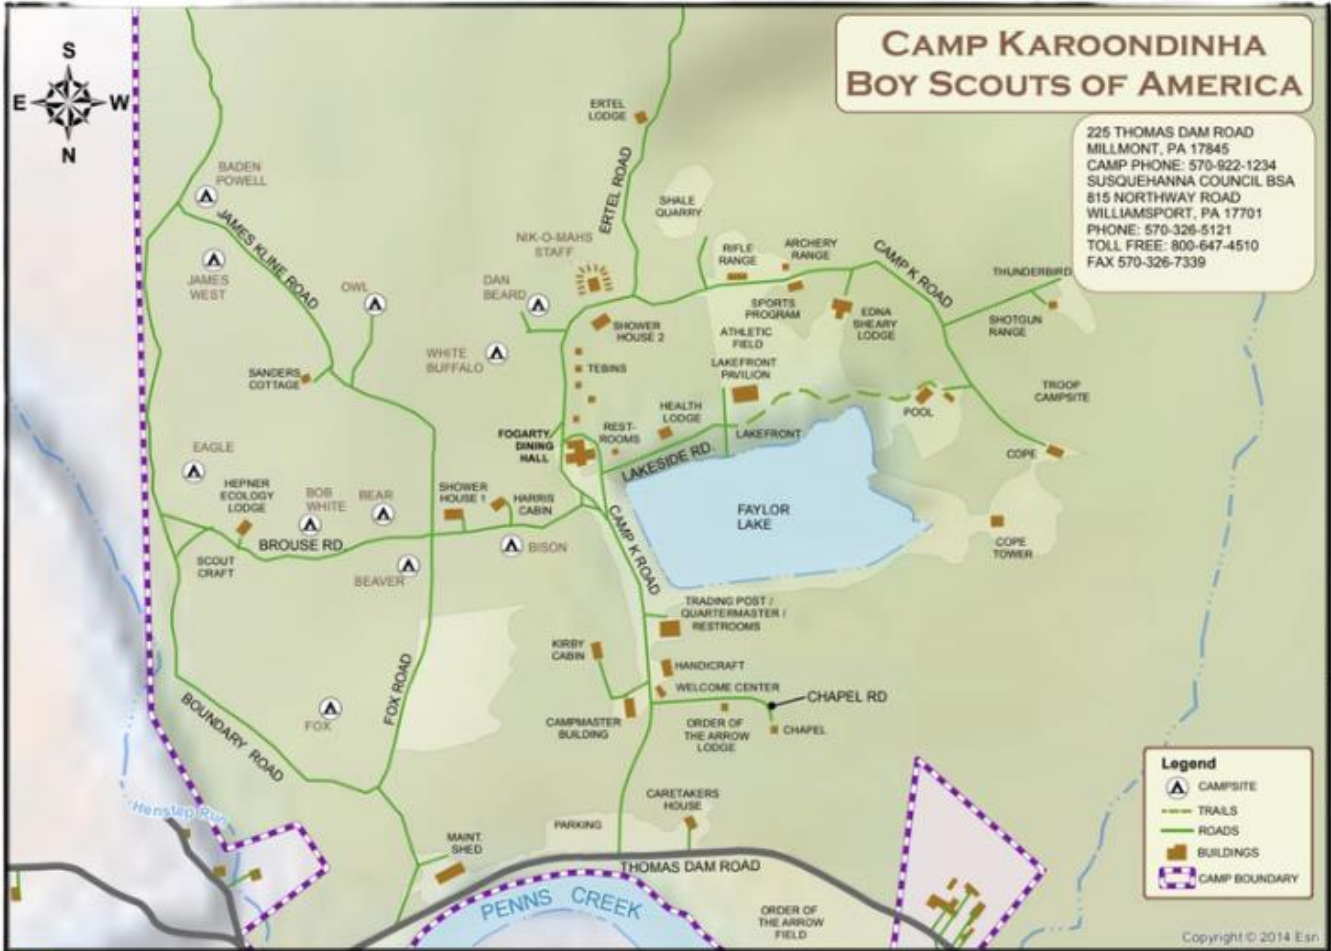 CAMP KAROONDINHA
BOY SCOUTS OF AMERICA
225 THOMAS DAM ROAD
MILLMONT, PA 17845
CAMP PHONE: 570-922-1234
SUSQUEHANNA COUNCIL BSA
815 NORTHWAY ROAD
WILLIAMSPORT, PA 17701
PHONE: 570-326-5121
TOLL FREE: 800-647-4510
FAX 570-326-7339
S
E
W
N
ERTEL
LODGE
BADEN
POWELL
SHALE
QUARRY
ERTEL ROAD
JAMES KLINE ROAD
NIK-O-MAHS
STAFF
RIFLE
RANGE
ARCHERY
RANGE
CAMP K ROAD
THUNDERBIRD
JAMES
WEST
OWL
DAN
BEARD
SPORTS
PROGRAM
EDNA
SHEARY
LODGE
SHOTGUN
RANGE
SHOWER
HOUSE 2
ATHLETIC
FIELD
WHITE
BUFFALO
TEBINS
LAKEFRONT
PAVILION
SANDERS
COTTAGE
TROOP
CAMPSITE
HEALTH
LODGE
POOL
FOGARTY
DINING
HALL
REST-
ROOMS
LAKEFRONT
LAKESIDE RD.
COPE
EAGLE
HEPNER
ECOLOGY
LODGE
BOB
WHITE
BEAR
SHOWER
HOUSE 1
HARRIS
CABIN
FAYLOR
LAKE
BROUSE RD.
BISON
CAMP K ROAD
COPE
TOWER
SCOUT
CRAFT
BEAVER
TRADING POST /
QUARTERMASTER /
RESTROOMS
KIRBY
CABIN
HANDICRAFT
WELCOME CENTER
CHAPEL RD
FOX ROAD
BOUNDARY ROAD
FOX
CAMPMASTER
BUILDING
ORDER OF
THE ARROW
LODGE
CHAPEL
CARETAKERS
HOUSE
Henstep Run
PARKING
MAINT.
SHED
THOMAS DAM ROAD
PENNS CREEK
ORDER OF
THE ARROW
FIELD
Legend
CAMPSITE
TRAILS
ROADS
BUILDINGS
CAMP BOUNDARY
Copyright © 2014 Esri